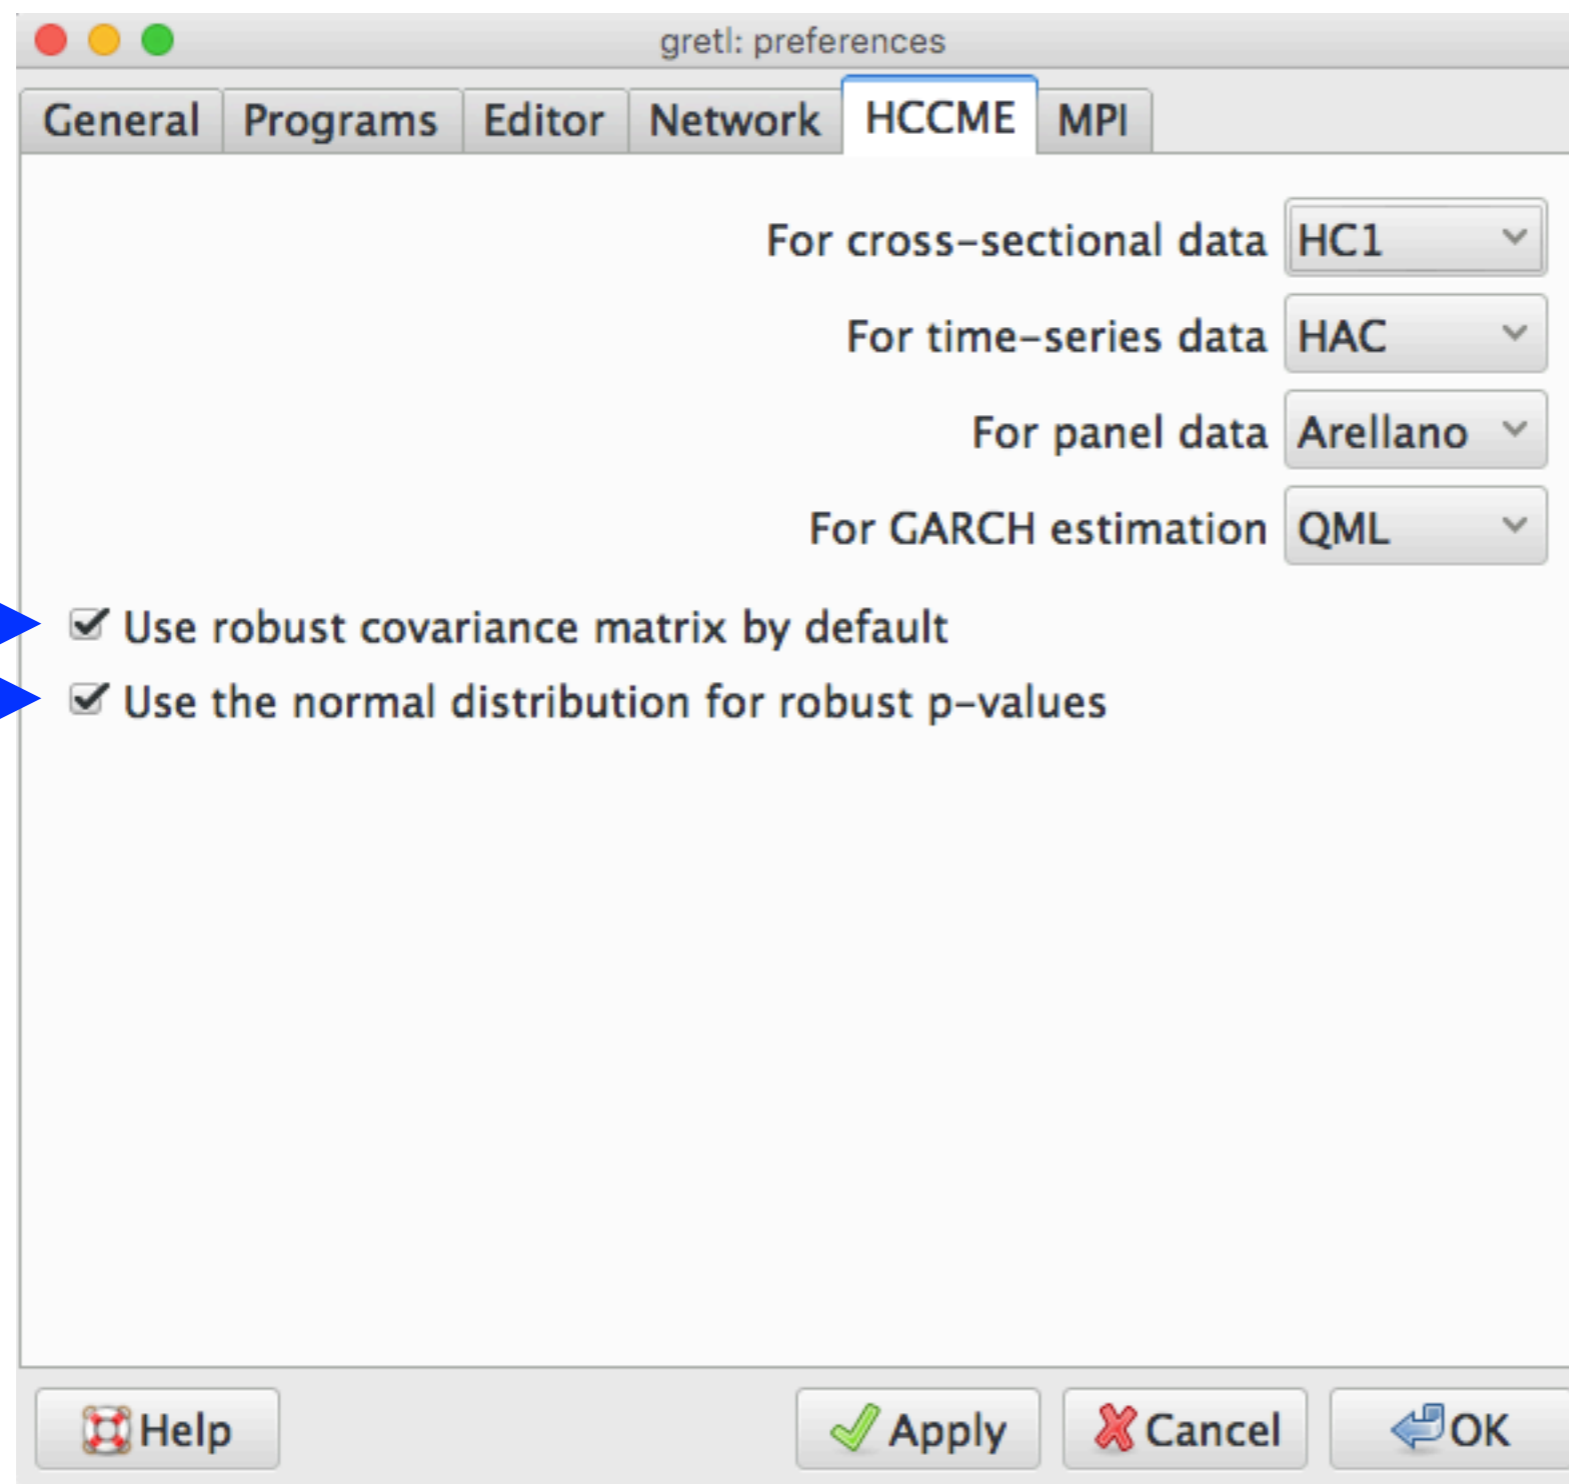 gretl: preferences
General Programs Editor Network HCCME MPI
For cross-sectional data HC1
For time-series data HAC
For panel data Arellano
For GARCH estimation QML
Use robust covariance matrix by default
Use the normal distribution for robust p-values
Help Apply Cancel OK